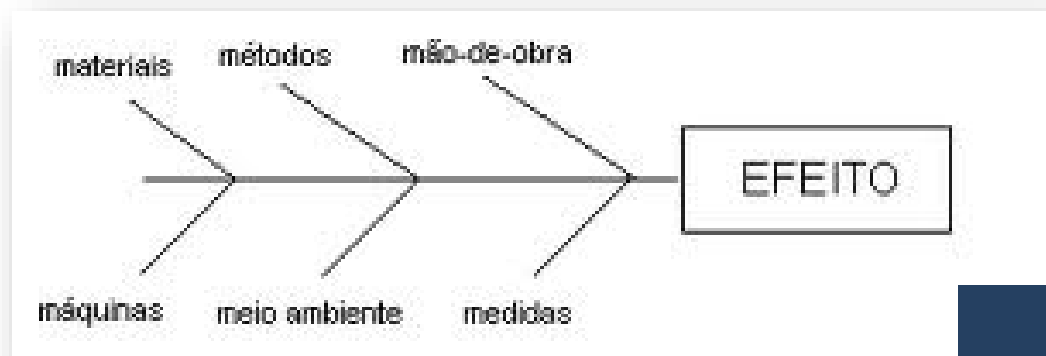 materiais
métodos
mão-de-obra
EFEITO
máquinas
meio ambiente
medidas